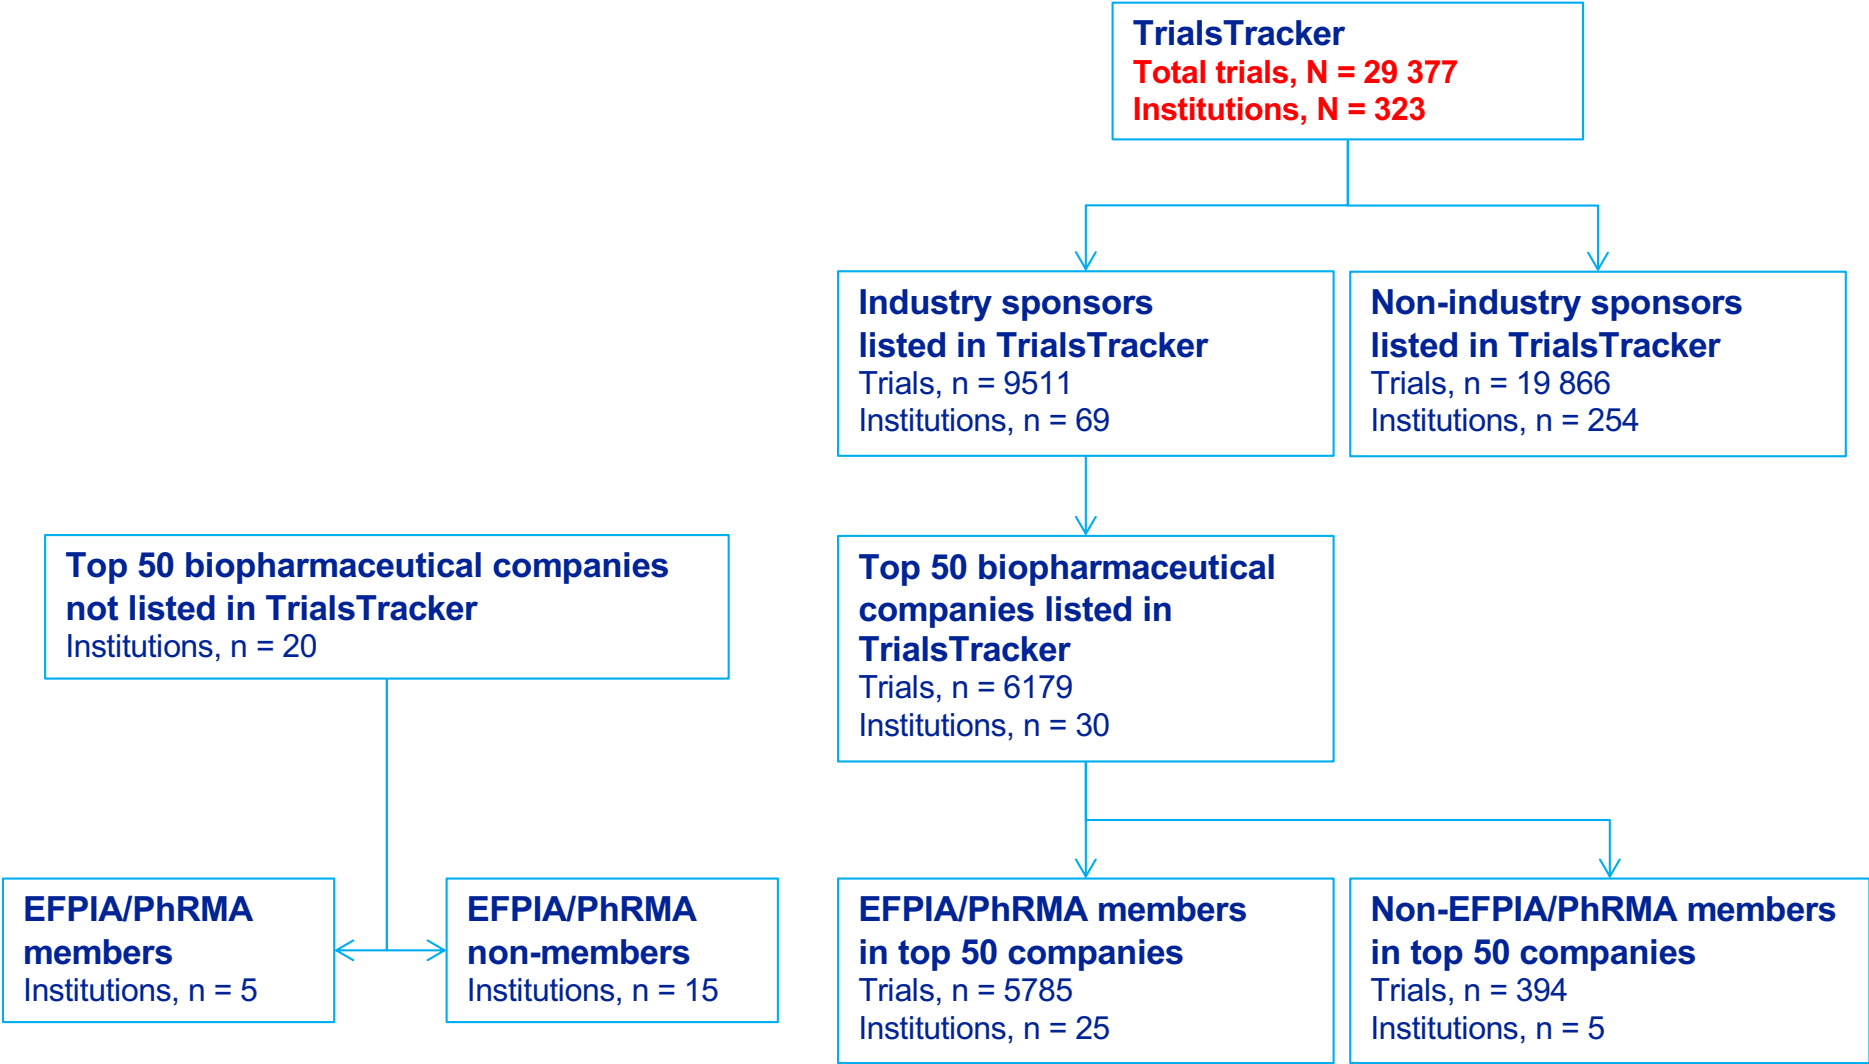 TrialsTracker
Total trials, N = 29 377
Institutions, N = 323
Industry sponsors
listed in TrialsTracker
Trials, n = 9511
Institutions, n = 69
Non-industry sponsors
listed in TrialsTracker
Trials, n = 19 866
Institutions, n = 254
Top 50 biopharmaceutical companies
not listed in TrialsTracker
Institutions, n = 20
Top 50 biopharmaceutical
companies listed in
TrialsTracker
Trials, n = 6179
Institutions, n = 30
EFPIA/PhRMA
members
Institutions, n = 5
EFPIA/PhRMA
non-members
Institutions, n = 15
EFPIA/PhRMA members
in top 50 companies
Trials, n = 5785
Institutions, n = 25
Non-EFPIA/PhRMA members
in top 50 companies
Trials, n = 394
Institutions, n = 5